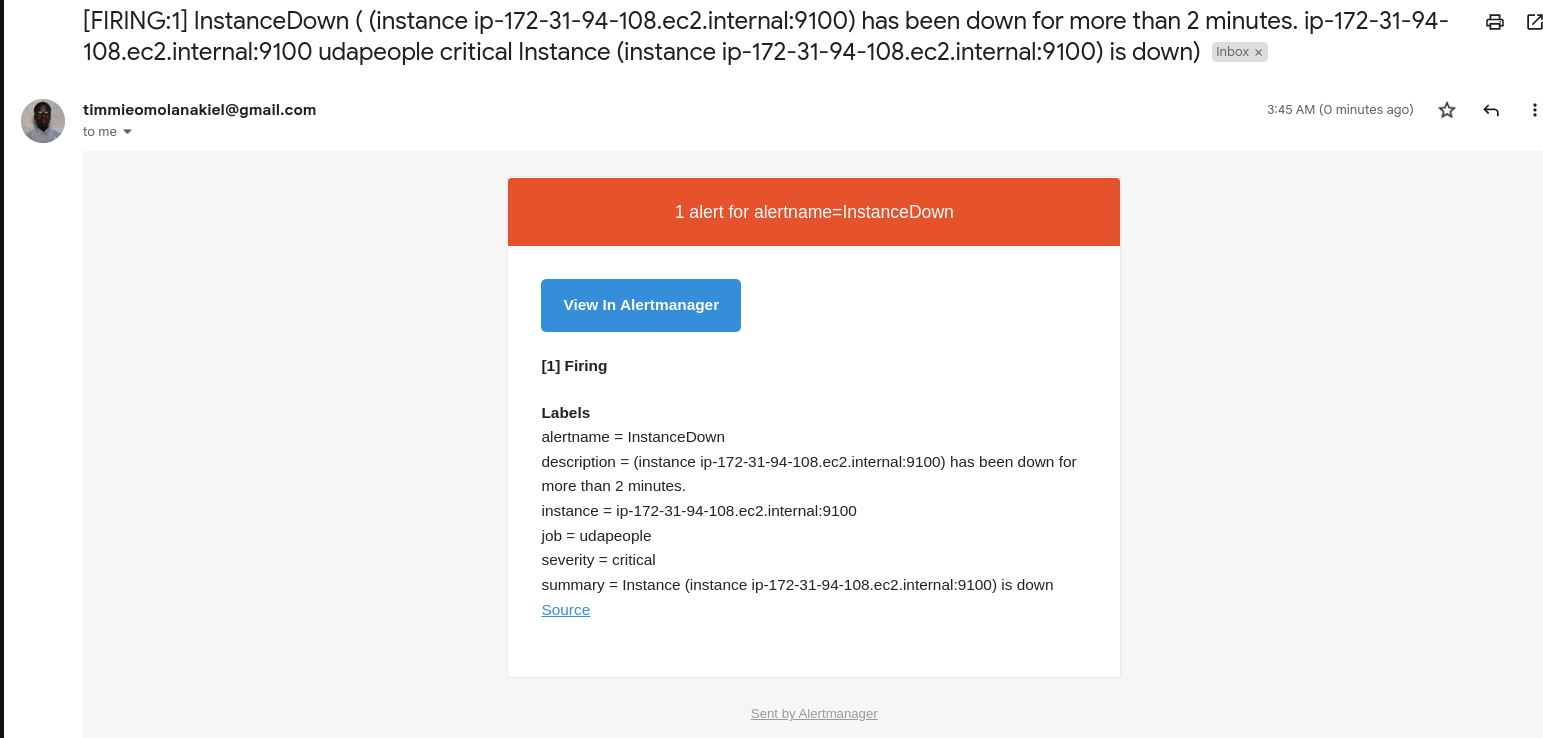 [FIRING:1] InstanceDown ( (instance ip-172-31-94-108.ec2.internal:9100) has been down for more than 2 minutes. ip-172-31-94-
108.ec2.internal:9100 udapeople critical Instance (instance ip-172-31-94-108.ec2.internal:9100) is down) Inbox ×
timmieomolanakiel@gmail.com 3:45 AM (0 minutes ago)
to me
1 alert for alertname=InstanceDown
View In Alertmanager
[1] Firing
Labels
alertname = InstanceDown
description = (instance ip-172-31-94-108.ec2.internal:9100) has been down for
more than 2 minutes.
instance = ip-172-31-94-108.ec2.internal:9100
job = udapeople
severity = critical
summary = Instance (instance ip-172-31-94-108.ec2.internal:9100) is down
Source
Sent by Alertmanager